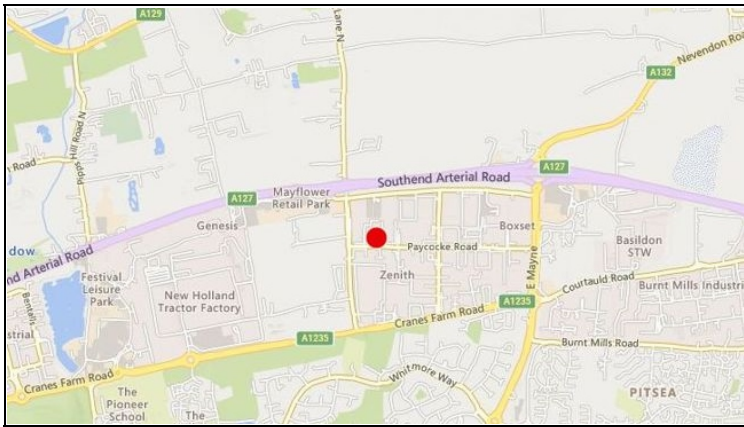 A129
Lane N
Nevendon Roa
A132
Hill Road N
Pipps
n Road
A127
Southend Arterial Road
Mayflower
Retail Park
A127
Genesis
Boxset
Paycocke Road
Basildon
STW
dow
nd Arterial Road
E Mayne
Zenith
Festival
Leisure
Park
New Holland
Tractor Factory
Courtauld Road
Burnt Mills Industri
Bentalls
A1235
Cranes Farm Road
strial
A1235
Burnt Mills Road
Whitmore Way
Cranes Farm Road
The
Pioneer
School
The
PITSEA